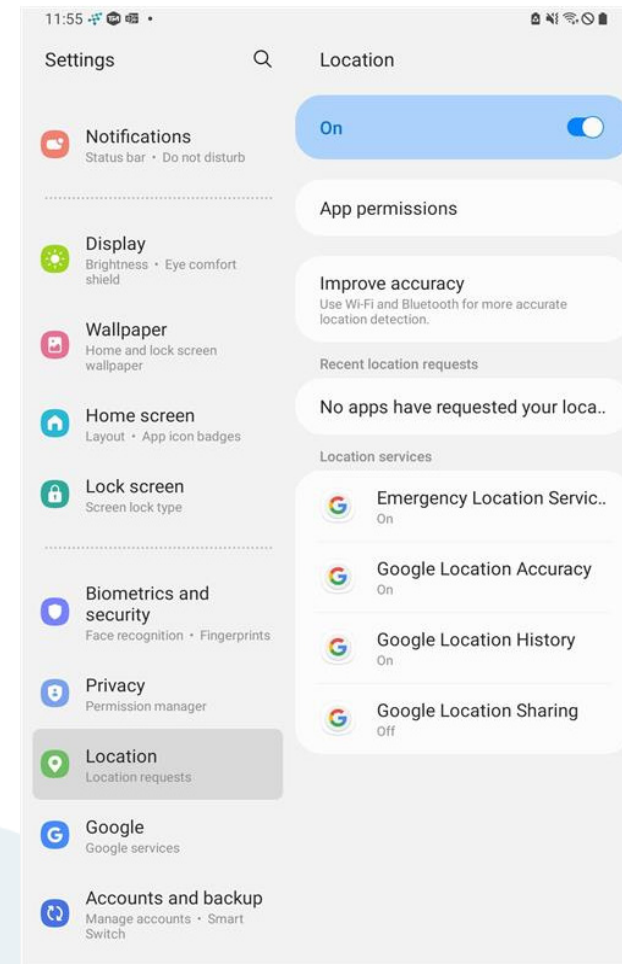 11:55
Settings
Notifications
Status bar • Do not disturb
Display
Brightness • Eye comfort
shield
Wallpaper
Home and lock screen
wallpaper
Home screen
Layout • App icon badges
Lock screen
Screen lock type
Biometrics and
security
Face recognition • Fingerprints
Privacy
Permission manager
Location
Location requests
Google
Google services
Accounts and backup
Manage accounts • Smart
Switch
Location
On
App permissions
Improve accuracy
Use Wi-Fi and Bluetooth for more accurate
location detection.
Recent location requests
No apps have requested your loca..
Location services
Emergency Location Servic..
On
Google Location Accuracy
On
Google Location History
On
Google Location Sharing
Off